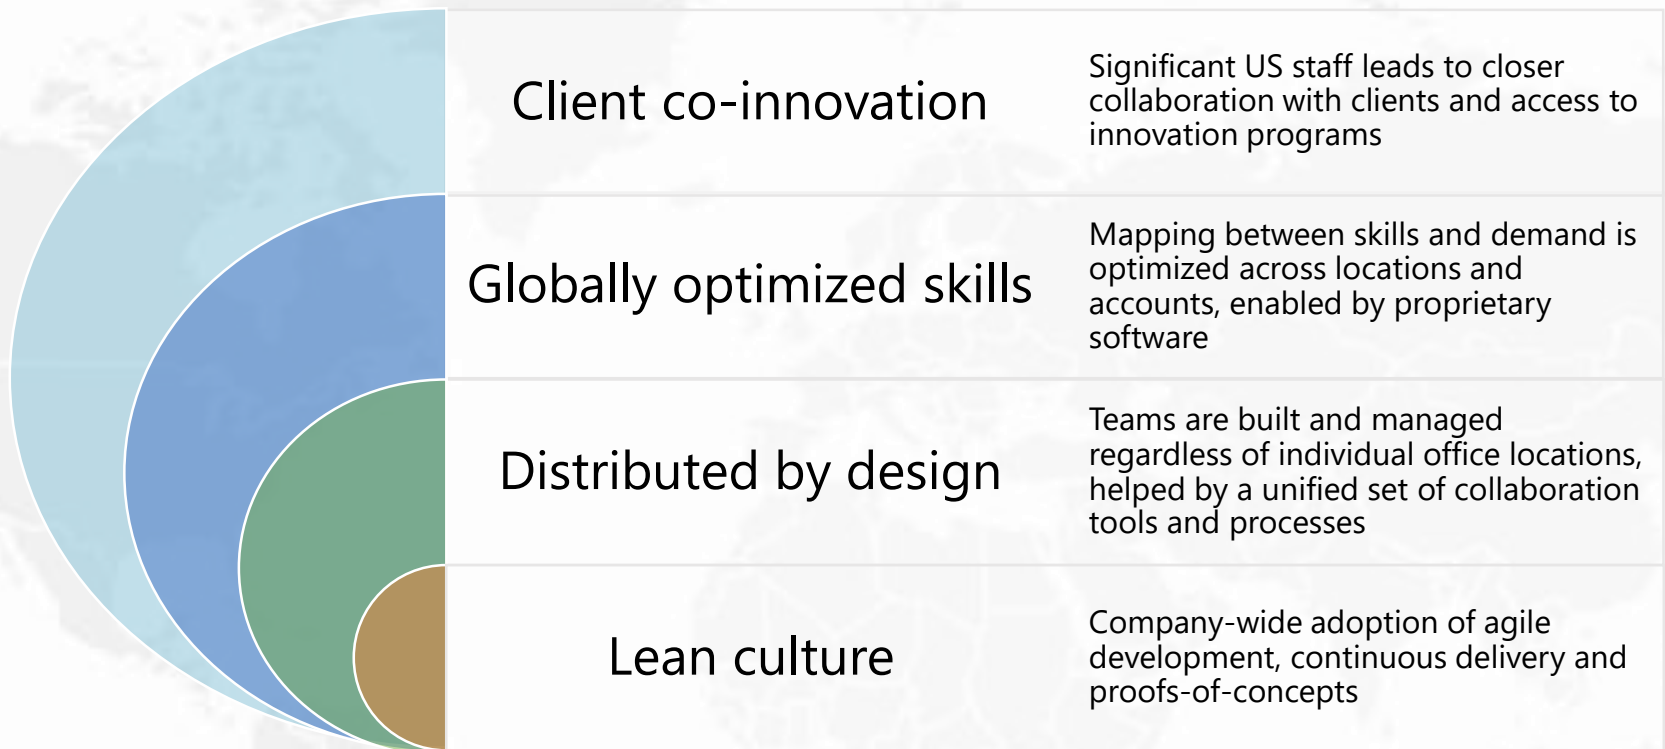 Client co-innovation
Significant US staff leads to closer
collaboration with clients and access to
innovation programs
Globally optimized skills
Mapping between skills and demand is
optimized across locations and
accounts, enabled by proprietary
software
Distributed by design
Teams are built and managed
regardless of individual office locations,
helped by a unified set of collaboration
tools and processes
Lean culture
Company-wide adoption of agile
development, continuous delivery and
proofs-of-concepts